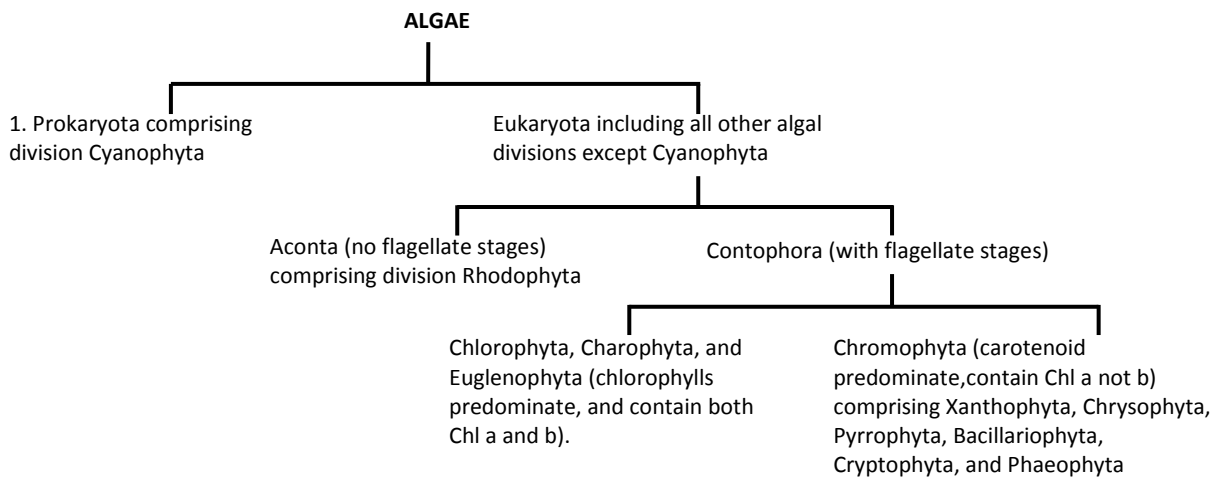 ALGAE
1. Prokaryota comprising
division Cyanophyta
Eukaryota including all other algal
divisions except Cyanophyta
Aconta (no flagellate stages)
comprising division Rhodophyta
Contophora (with flagellate stages)
Chlorophyta, Charophyta, and
Euglenophyta (chlorophylls
predominate, and contain both
Chl a and b).
Chromophyta (carotenoid
predominate,contain Chl a not b)
comprising Xanthophyta, Chrysophyta,
Pyrrophyta, Bacillariophyta,
Cryptophyta, and Phaeophyta